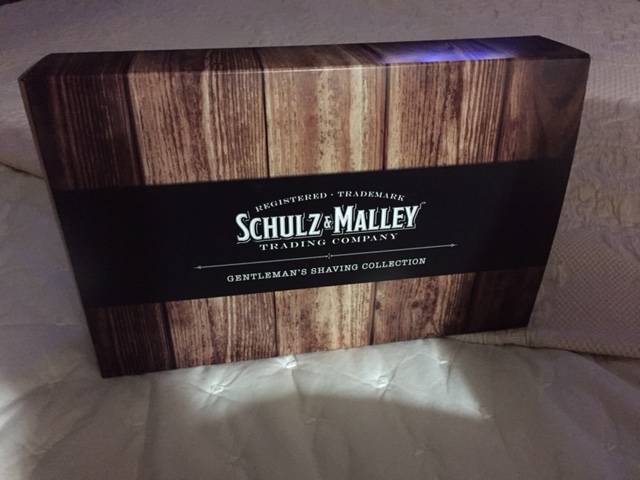 REGISTERED · TRADEMARK
SCHULZ & MALLEY
TRADING COMPANY
GENTLEMAN'S SHAVING COLLECTION